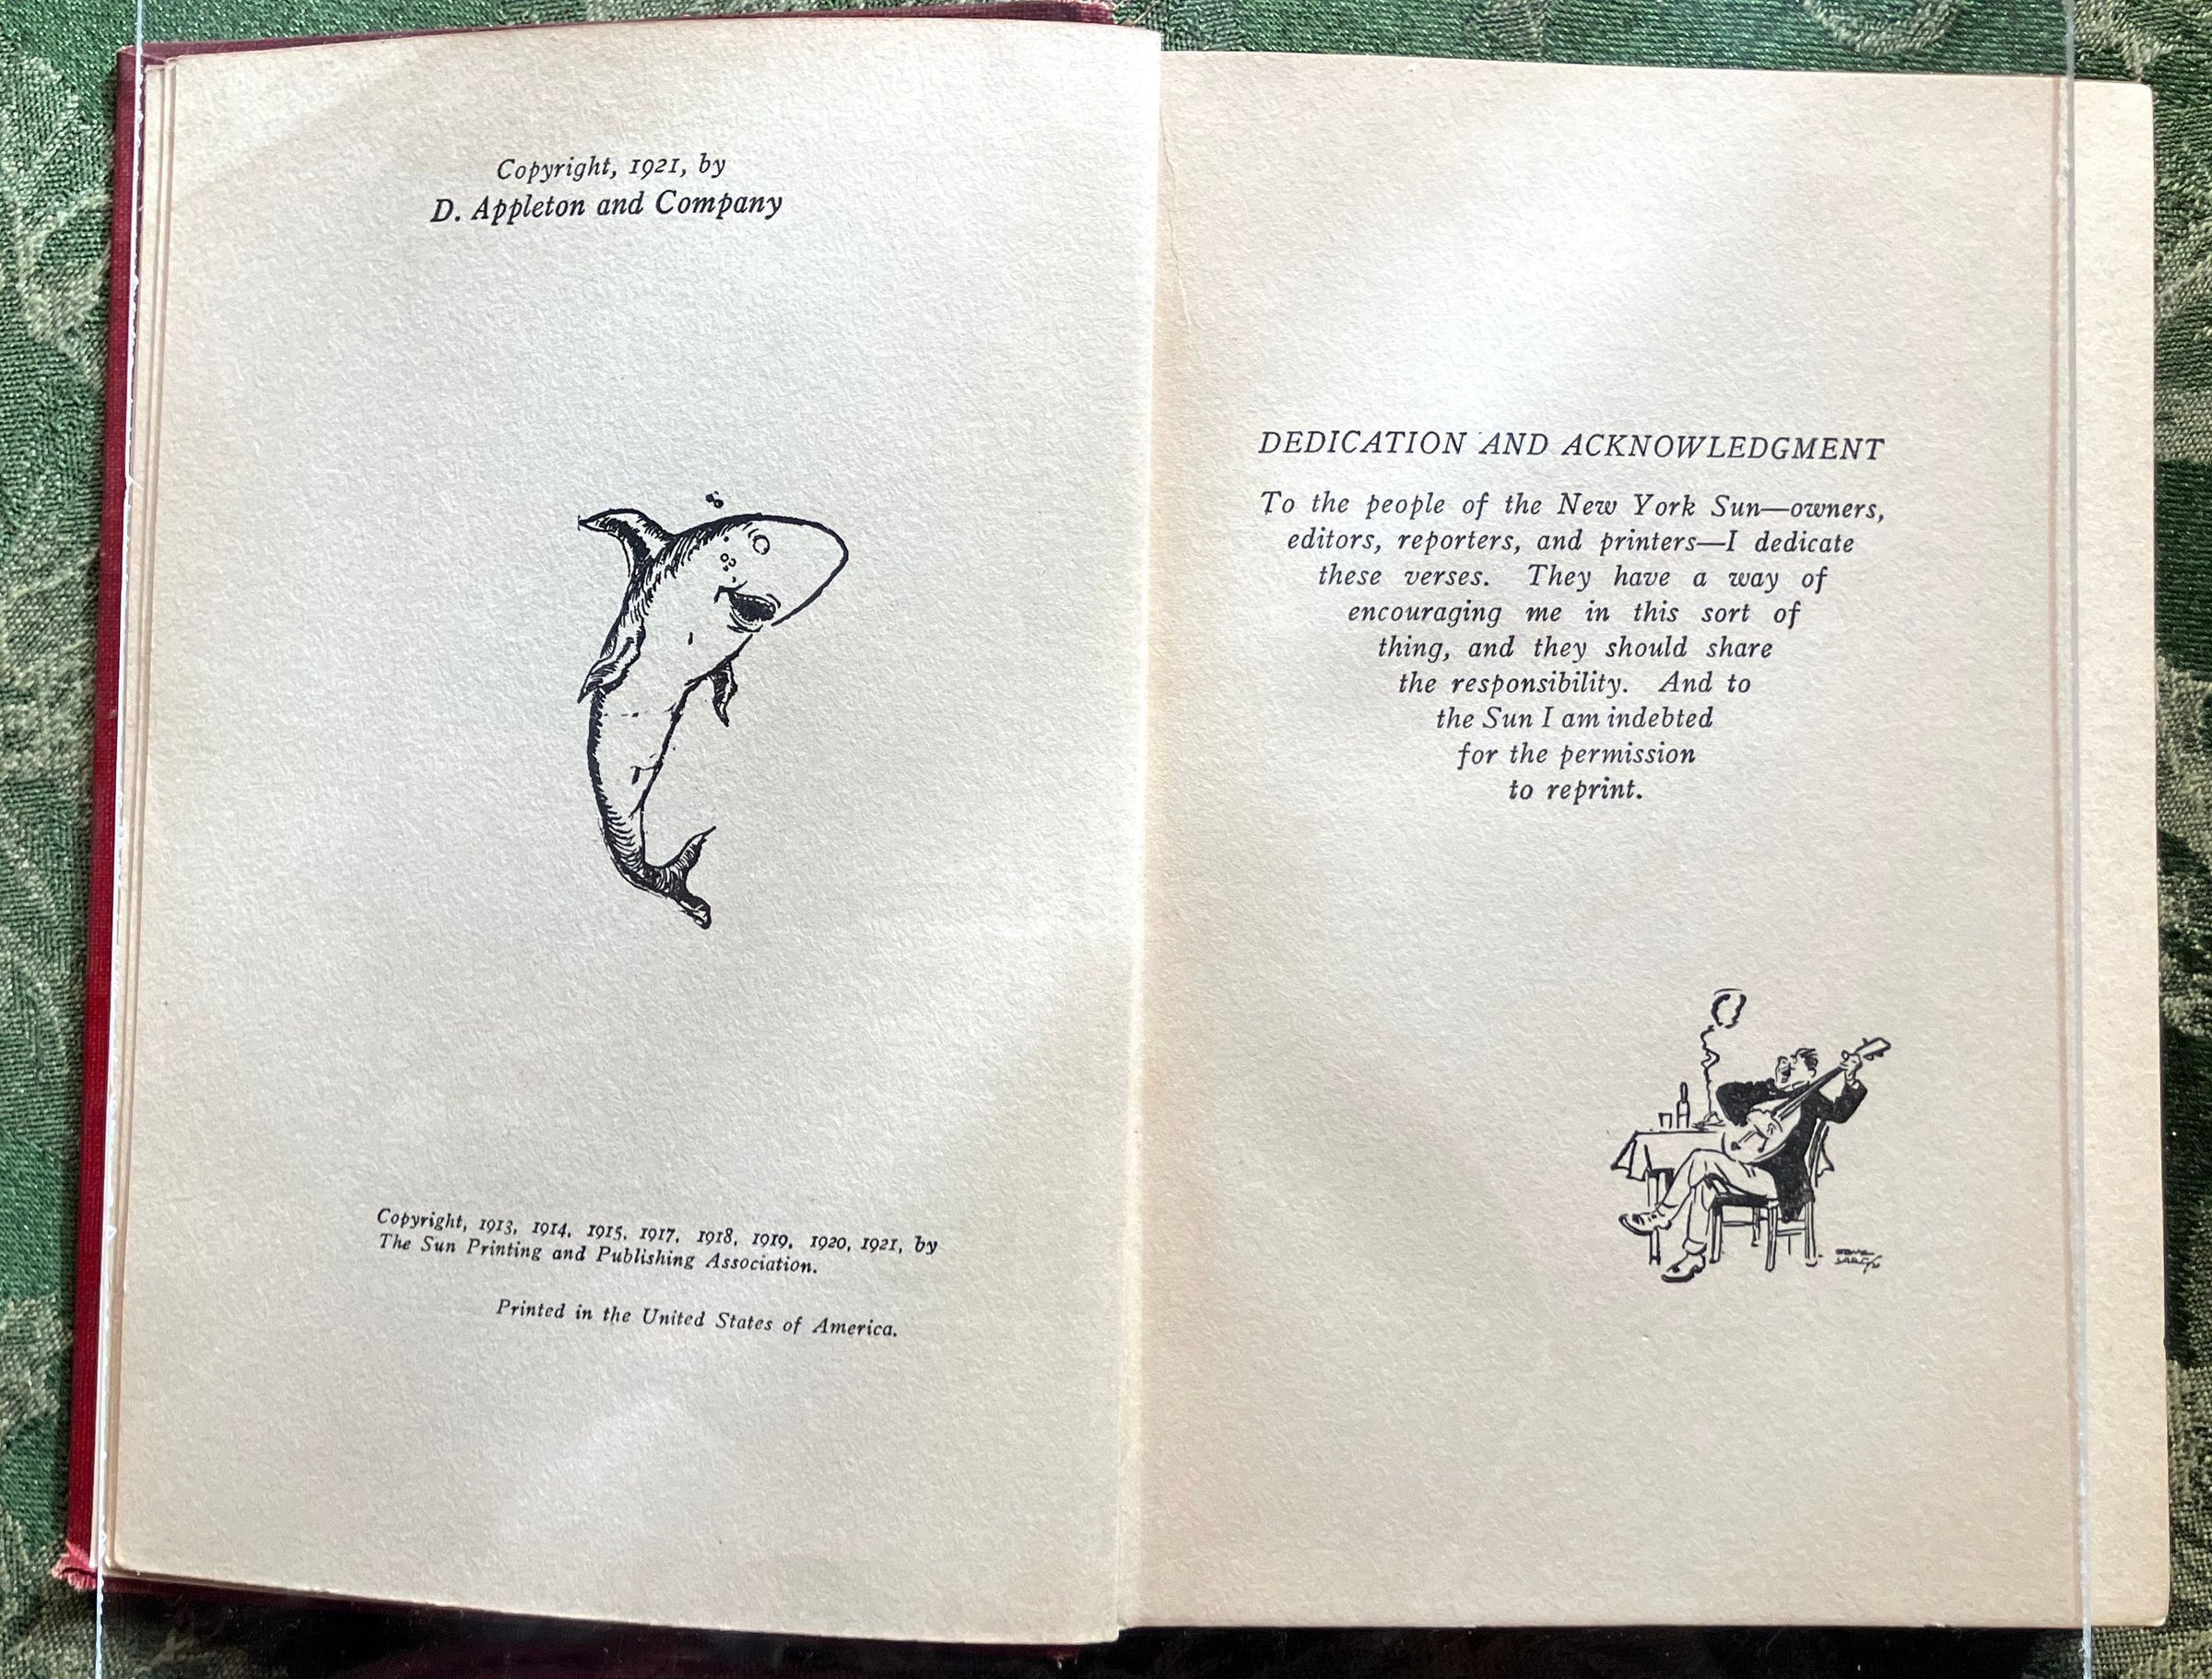 Copyright, 1921, by
D. Appleton and Company
Copyright, 1913, 1914, 1915, 1917, 1918, 1919, 1920, 1921, by
The Sun Printing and Publishing Association.
Printed in the United States of America.
DEDICATION AND ACKNOWLEDGMENT
To the people of the New York Sun—owners,
editors, reporters, and printers—I dedicate
these verses. They have a way of
encouraging me in this sort of
thing, and they should share
the responsibility. And to
the Sun I am indebted
for the permission
to reprint.